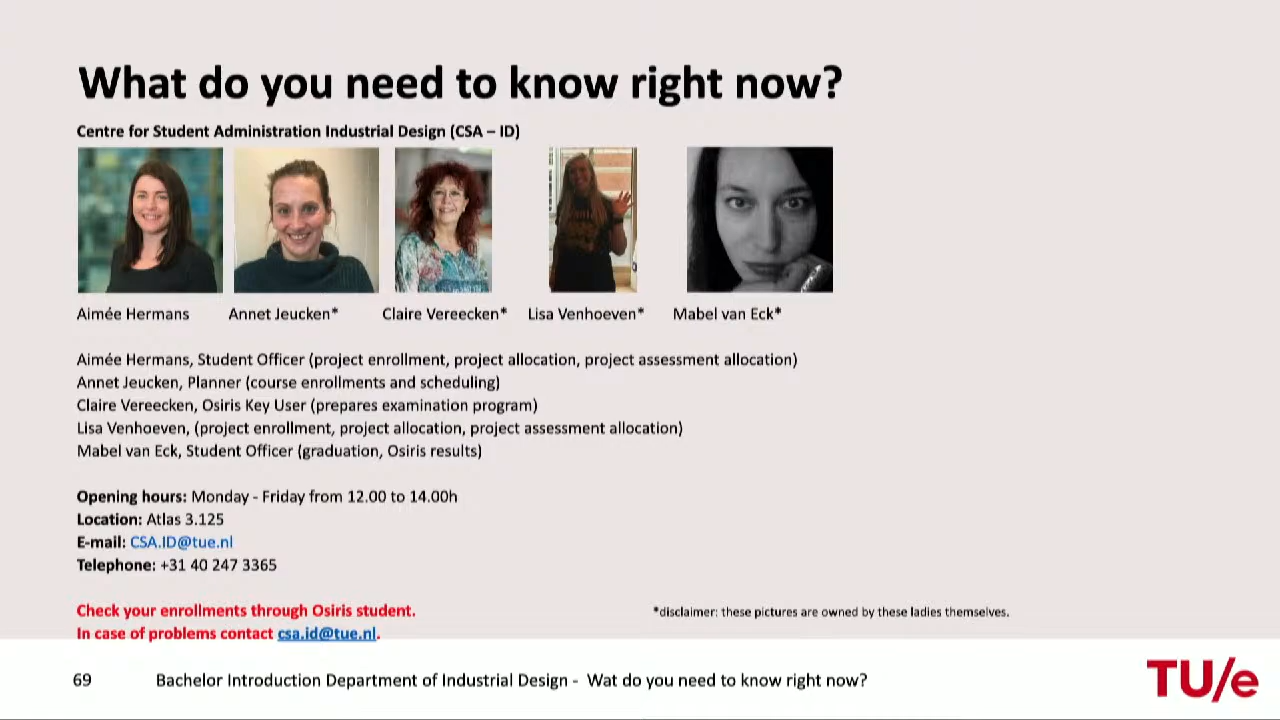 What do you need to know right now?
Centre for Student Administration Industrial Design (CSA – ID)
Aimée Hermans
Annet Jeucken*
Claire Vereecken*
Lisa Venhoeven*
Mabel van Eck*
Aimée Hermans, Student Officer (project enrollment, project allocation, project assessment allocation)
Annet Jeucken, Planner (course enrollments and scheduling)
Claire Vereecken, Osiris Key User (prepares examination program)
Lisa Venhoeven, (project enrollment, project allocation, project assessment allocation)
Mabel van Eck, Student Officer (graduation, Osiris results)
Opening hours: Monday - Friday from 12.00 to 14.00h
Location: Atlas 3.125
E-mail: CSA.ID@tue.nl
Telephone: +31 40 247 3365
Check your enrollments through Osiris student.
In case of problems contact csa.id@tue.nl.
*disclaimer: these pictures are owned by these ladies themselves.
69 Bachelor Introduction Department of Industrial Design - Wat do you need to know right now?
TU/e